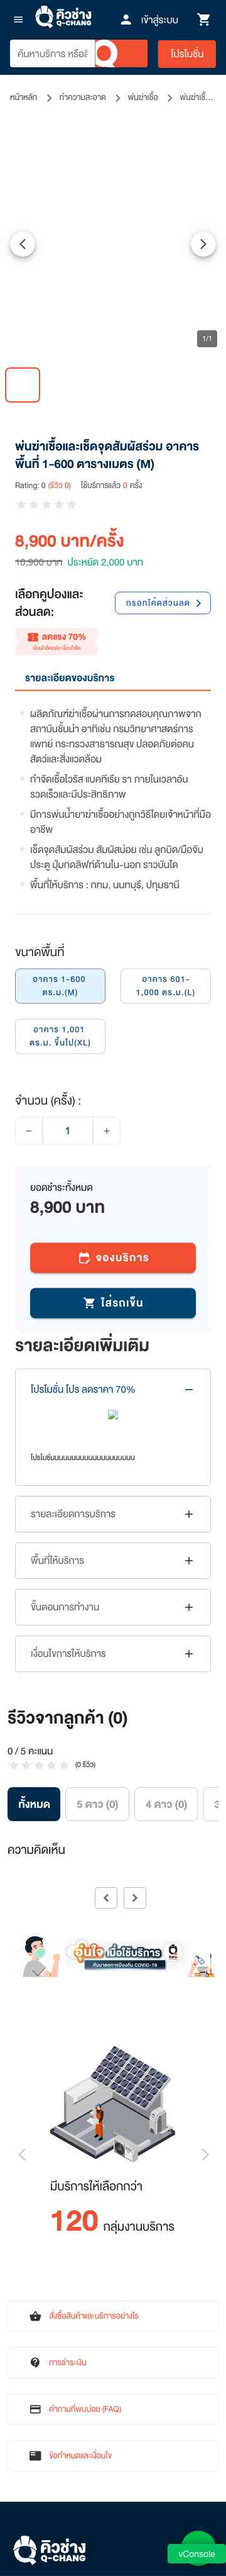 คิวช่าง
Q-CHANG
เข้าสู่ระบบ
ค้นหาบริการ หรือสิ
โปรโมชั่น
หน้าหลัก > ทำความสะอาด > พ่นฆ่าเชื้อ > พ่นฆ่าเชื้...
1/1
พ่นฆ่าเชื้อและเช็ดจุดสัมผัสร่วม อาคาร
พื้นที่ 1-600 ตารางเมตร (M)
Rating: 0 (รีวิว 0) ใช้บริการแล้ว 0 ครั้ง
8,900 บาท/ครั้ง
10,900 บาท ประหยัด 2,000 บาท
เลือกคูปองและ
ส่วนลด:
กรอกโค้ดส่วนลด
ลดแรง 70%
รายละเอียดของบริการ
ผลิตภัณฑ์ฆ่าเชื้อผ่านการทดสอบคุณภาพจาก
สถาบันชั้นนำ อาทิเช่น กรมวิทยาศาสตร์การ
แพทย์ กระทรวงสาธารณสุข ปลอดภัยต่อคน
สัตว์และสิ่งแวดล้อม
กำจัดเชื้อไวรัส แบคทีเรีย รา ภายในเวลาอัน
รวดเร็วและมีประสิทธิภาพ
มีการพ่นน้ำยาฆ่าเชื้ออย่างถูกวิธีโดยเจ้าหน้าที่มือ
อาชีพ
เช็ดจุดสัมผัสร่วม สัมผัสบ่อย เช่น ลูกบิด/มือจับ
ประตู ปุ่มกดลิฟท์ด้านใน-นอก ราวบันได
พื้นที่ให้บริการ : กทม, นนทบุรี, ปทุมธานี
ขนาดพื้นที่
อาคาร 1-600
ตร.ม.(M)
อาคาร 601-
1,000 ตร.ม.(L)
อาคาร 1,001
ตร.ม. ขึ้นไป(XL)
จำนวน (ครั้ง) :
− 1 +
ยอดชำระทั้งหมด
8,900 บาท
จองบริการ
ใส่รถเข็น
รายละเอียดเพิ่มเติม
โปรโมชั่น โปร ลดราคา 70%
โปรโมชั่นนนนนนนนนนนนนนนนนนน
รายละเอียดการบริการ
พื้นที่ให้บริการ
ขั้นตอนการทำงาน
เงื่อนไขการให้บริการ
รีวิวจากลูกค้า (0)
0 / 5 คะแนน
(0 รีวิว)
ทั้งหมด
5 ดาว (0)
4 ดาว (0)
3
ความคิดเห็น
อุ่นใจ เมื่อใช้บริการ
กับมาตรการป้องกัน COVID-19
มีบริการให้เลือกกว่า
120 กลุ่มงานบริการ
สั่งซื้อสินค้าและบริการอย่างไร
การชำระเงิน
คำถามที่พบบ่อย (FAQ)
ข้อกำหนดและเงื่อนไข
คิวช่าง
Q-CHANG
vConsole